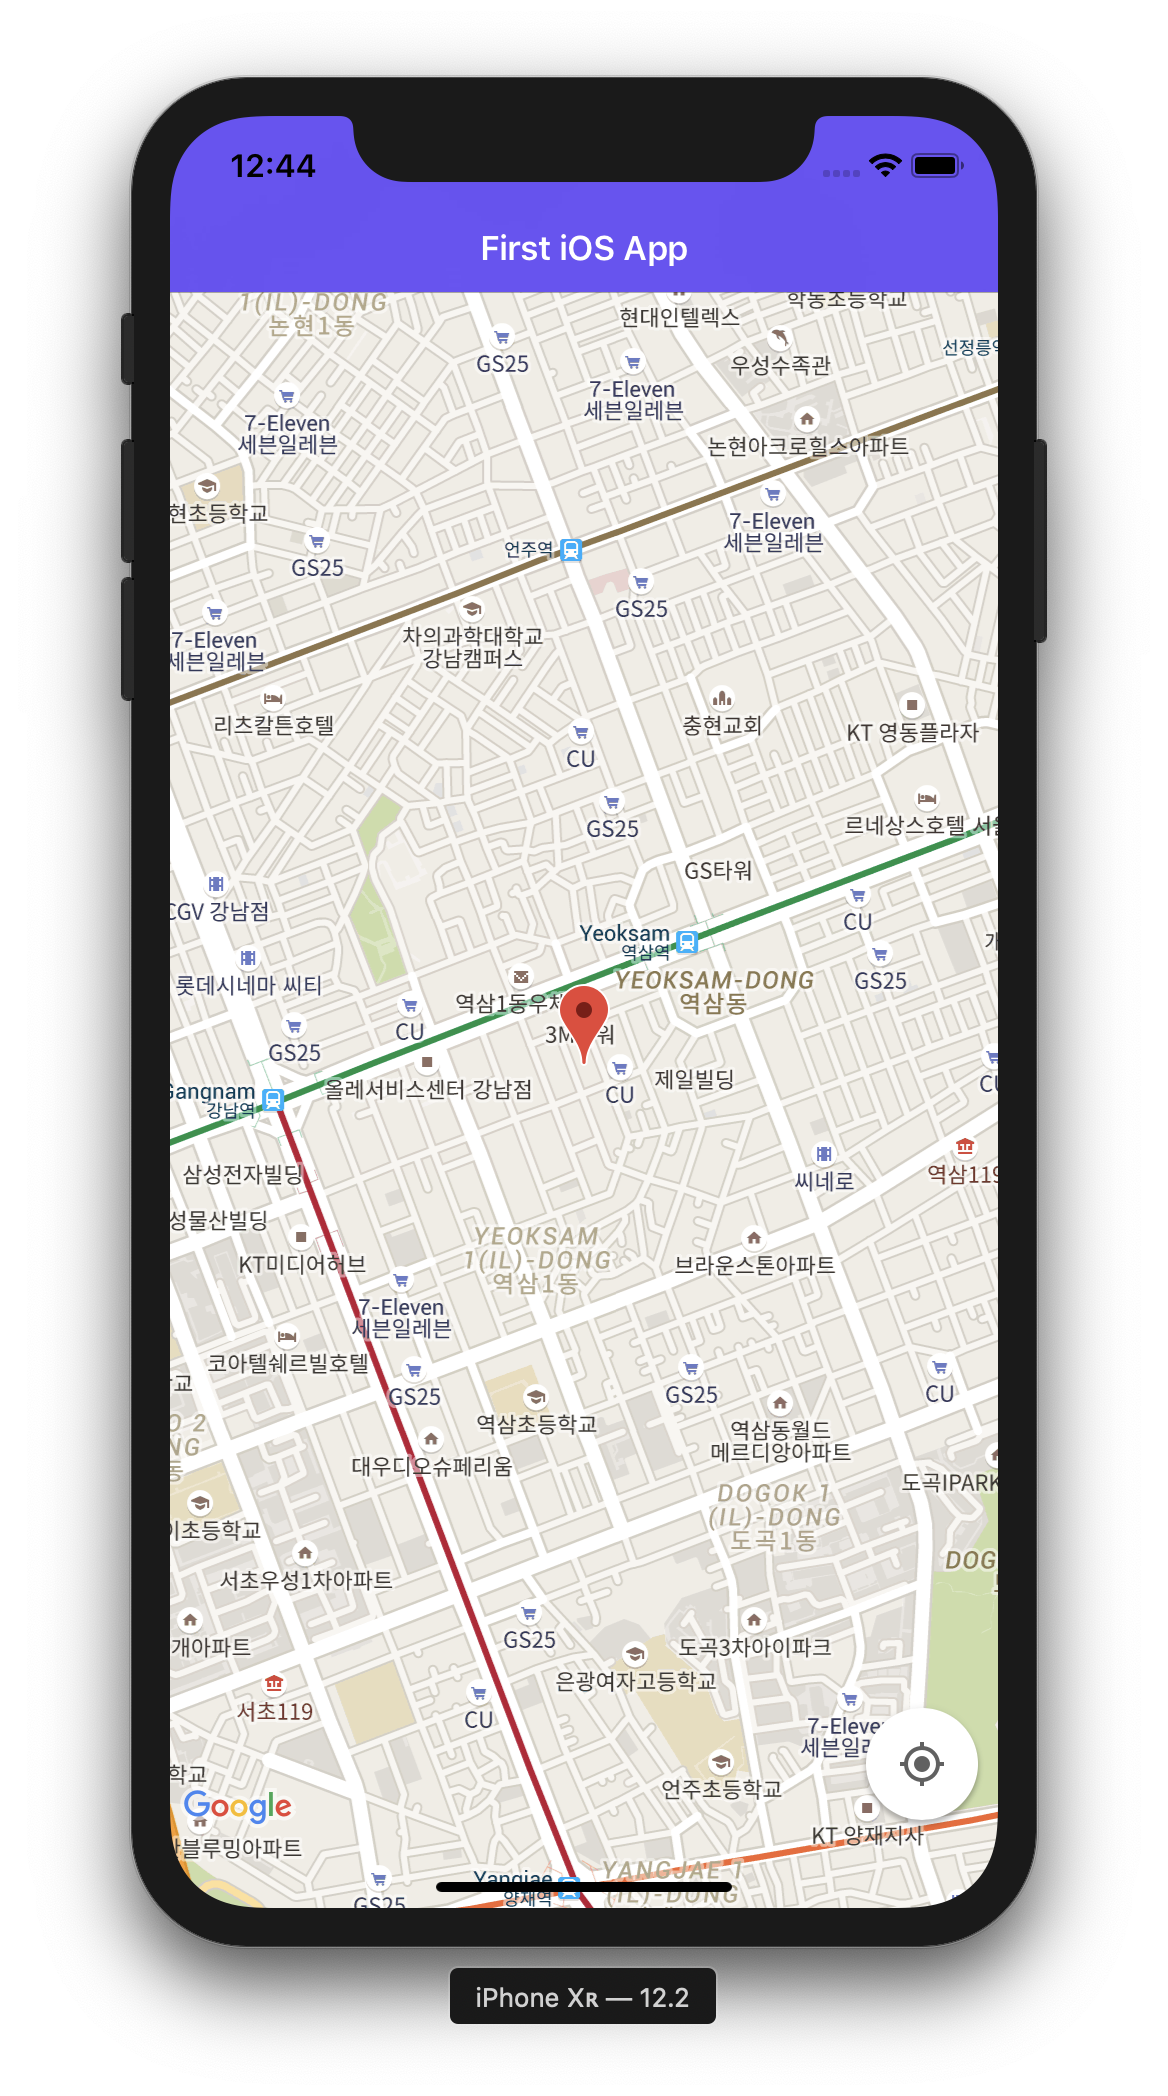 12:44
First iOS App
1(IL)-DONG
논현1동
현대인텔렉스
학동초등학교
GS25
우성수족관
선정릉역
7-Eleven
세븐일레븐
7-Eleven
세븐일레븐
논현아크로힐스아파트
현초등학교
7-Eleven
세븐일레븐
GS25
언주역
GS25
7-Eleven
세븐일레븐
차의과학대학교
강남캠퍼스
리츠칼튼호텔
충현교회
KT 영동플라자
CU
GS25
르네상스호텔 서울
GS타워
CGV 강남점
CU
Yeoksam
역삼역
롯데시네마 씨티
YEOKSAM-DONG
역삼동
GS25
개
역삼1동우체
CU
3M타워
GS25
올레서비스센터 강남점
CU
제일빌딩
CU
Gangnam
강남역
삼성전자빌딩
씨네로
역삼119
성물산빌딩
KT미디어허브
YEOKSAM
1(IL)-DONG
역삼1동
브라운스톤아파트
7-Eleven
세븐일레븐
코아텔쉐르빌호텔
교
GS25
GS25
CU
O 2
NG
동
역삼초등학교
역삼동월드
메르디앙아파트
대우디오슈페리움
도곡IPARK
DOGOK 1
(IL)-DONG
도곡1동
이초등학교
DOG
서초우성1차아파트
개아파트
GS25
도곡3차아이파크
은광여자고등학교
서초119
CU
7-Eleven
세븐일레
학교
언주초등학교
Google
KT 양재지사
한블루밍아파트
GS25
Yangjae
양재역
YANGJAE 1
(IL)-DONG
iPhone XR — 12.2